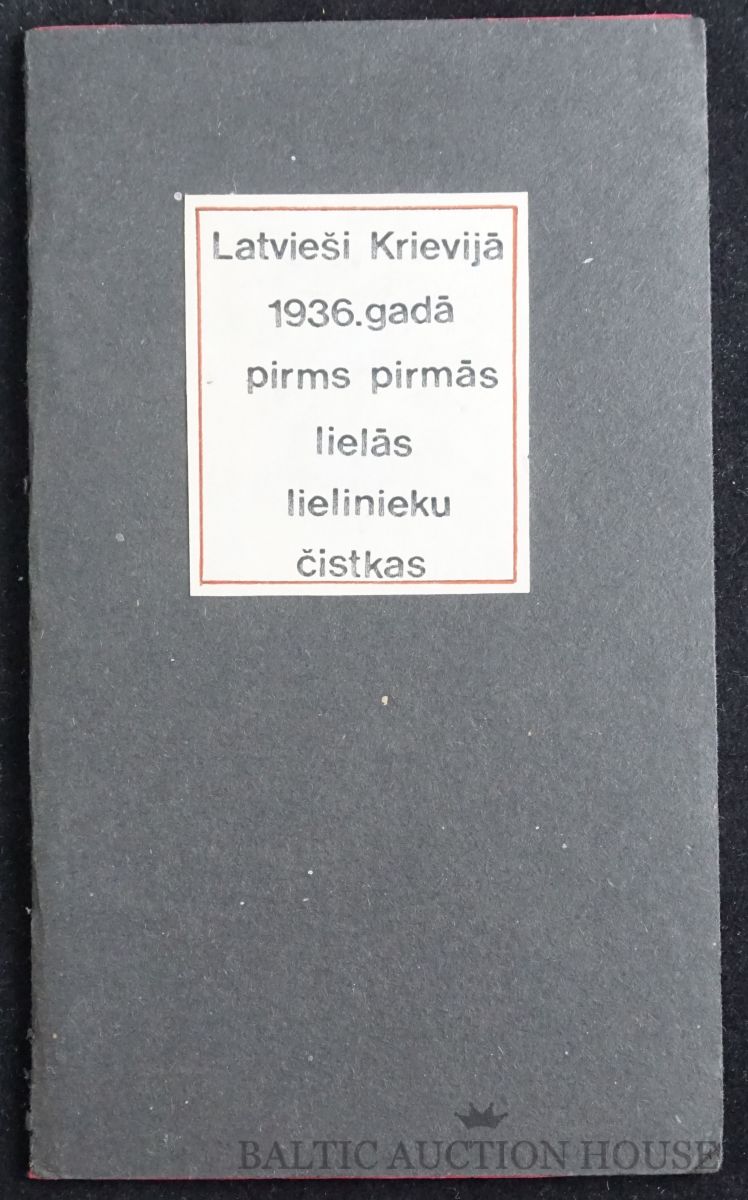 Latvieši Krievijā
1936.gadā
pirms pirmās
lielās
lielinieku
čistkas
BALTIC AUCTION HOUSE